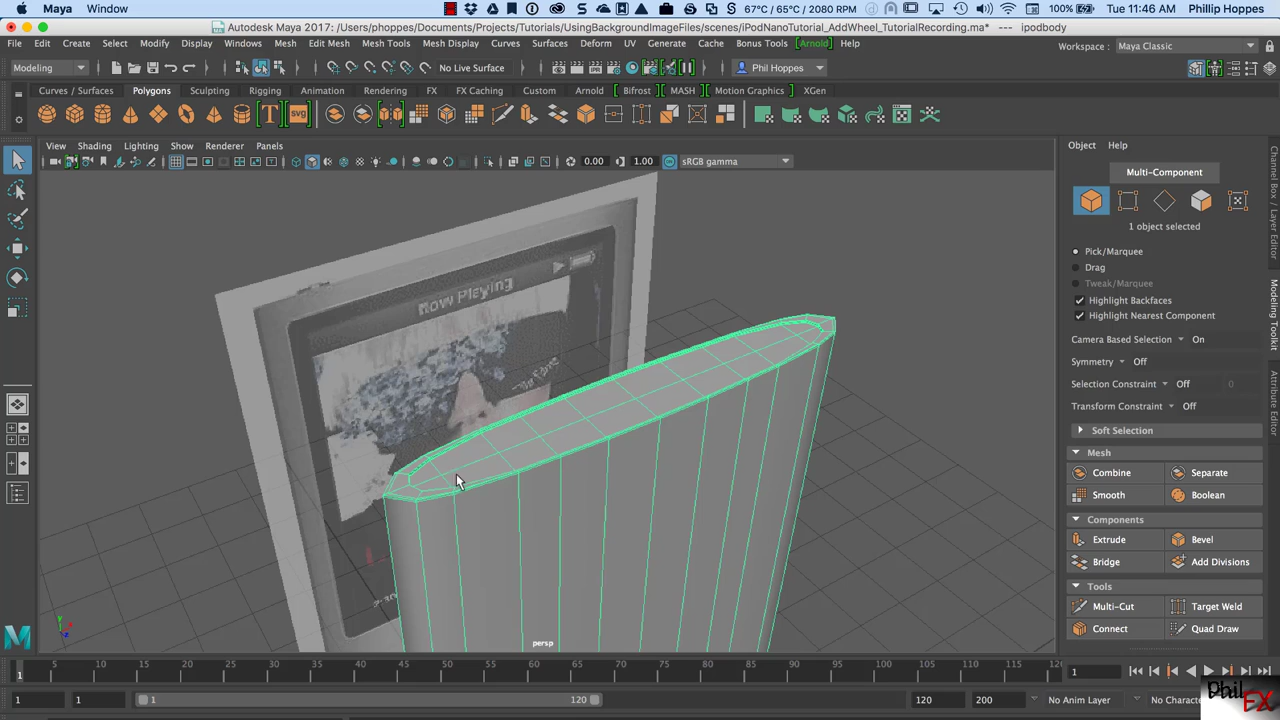 Maya Window 67°C / 65°C / 2080 RPM 100% Tue 11:46 AM Phillip Hoppes
Autodesk Maya 2017: /Users/phoppes/Documents/Projects/Tutorials/UsingBackgroundImageFiles/scenes/iPodNanoTutorial_AddWheel_TutorialRecording.ma* --- ipodbody
File Edit Create Select Modify Display Windows Mesh Edit Mesh Mesh Tools Mesh Display Curves Surfaces Deform UV Generate Cache Bonus Tools [Arnold] Help
Workspace : Maya Classic
Modeling No Live Surface Phil Hoppes
Curves / Surfaces Polygons Sculpting Rigging Animation Rendering FX FX Caching Custom Arnold Bifrost MASH Motion Graphics XGen
T svg
View Shading Lighting Show Renderer Panels
0.00 1.00 sRGB gamma
Object Help
Multi-Component
1 object selected
Pick/Marquee
Drag
Tweak/Marquee
Highlight Backfaces
Highlight Nearest Component
Camera Based Selection On
Symmetry Off
Selection Constraint Off 0
Transform Constraint Off
Soft Selection
Mesh
Combine Separate
Smooth Boolean
Components
Extrude Bevel
Bridge Add Divisions
Tools
Multi-Cut Target Weld
Connect Quad Draw
Channel Box / Layer Editor
Modeling Toolkit
Attribute Editor
Now Playing
persp
1 5 10 15 20 25 30 35 40 45 50 55 60 65 70 75 80 85 90 95 100 105 110 115 120
1
1 1 1 120 120 200 No Anim Layer No Character
Phil FX